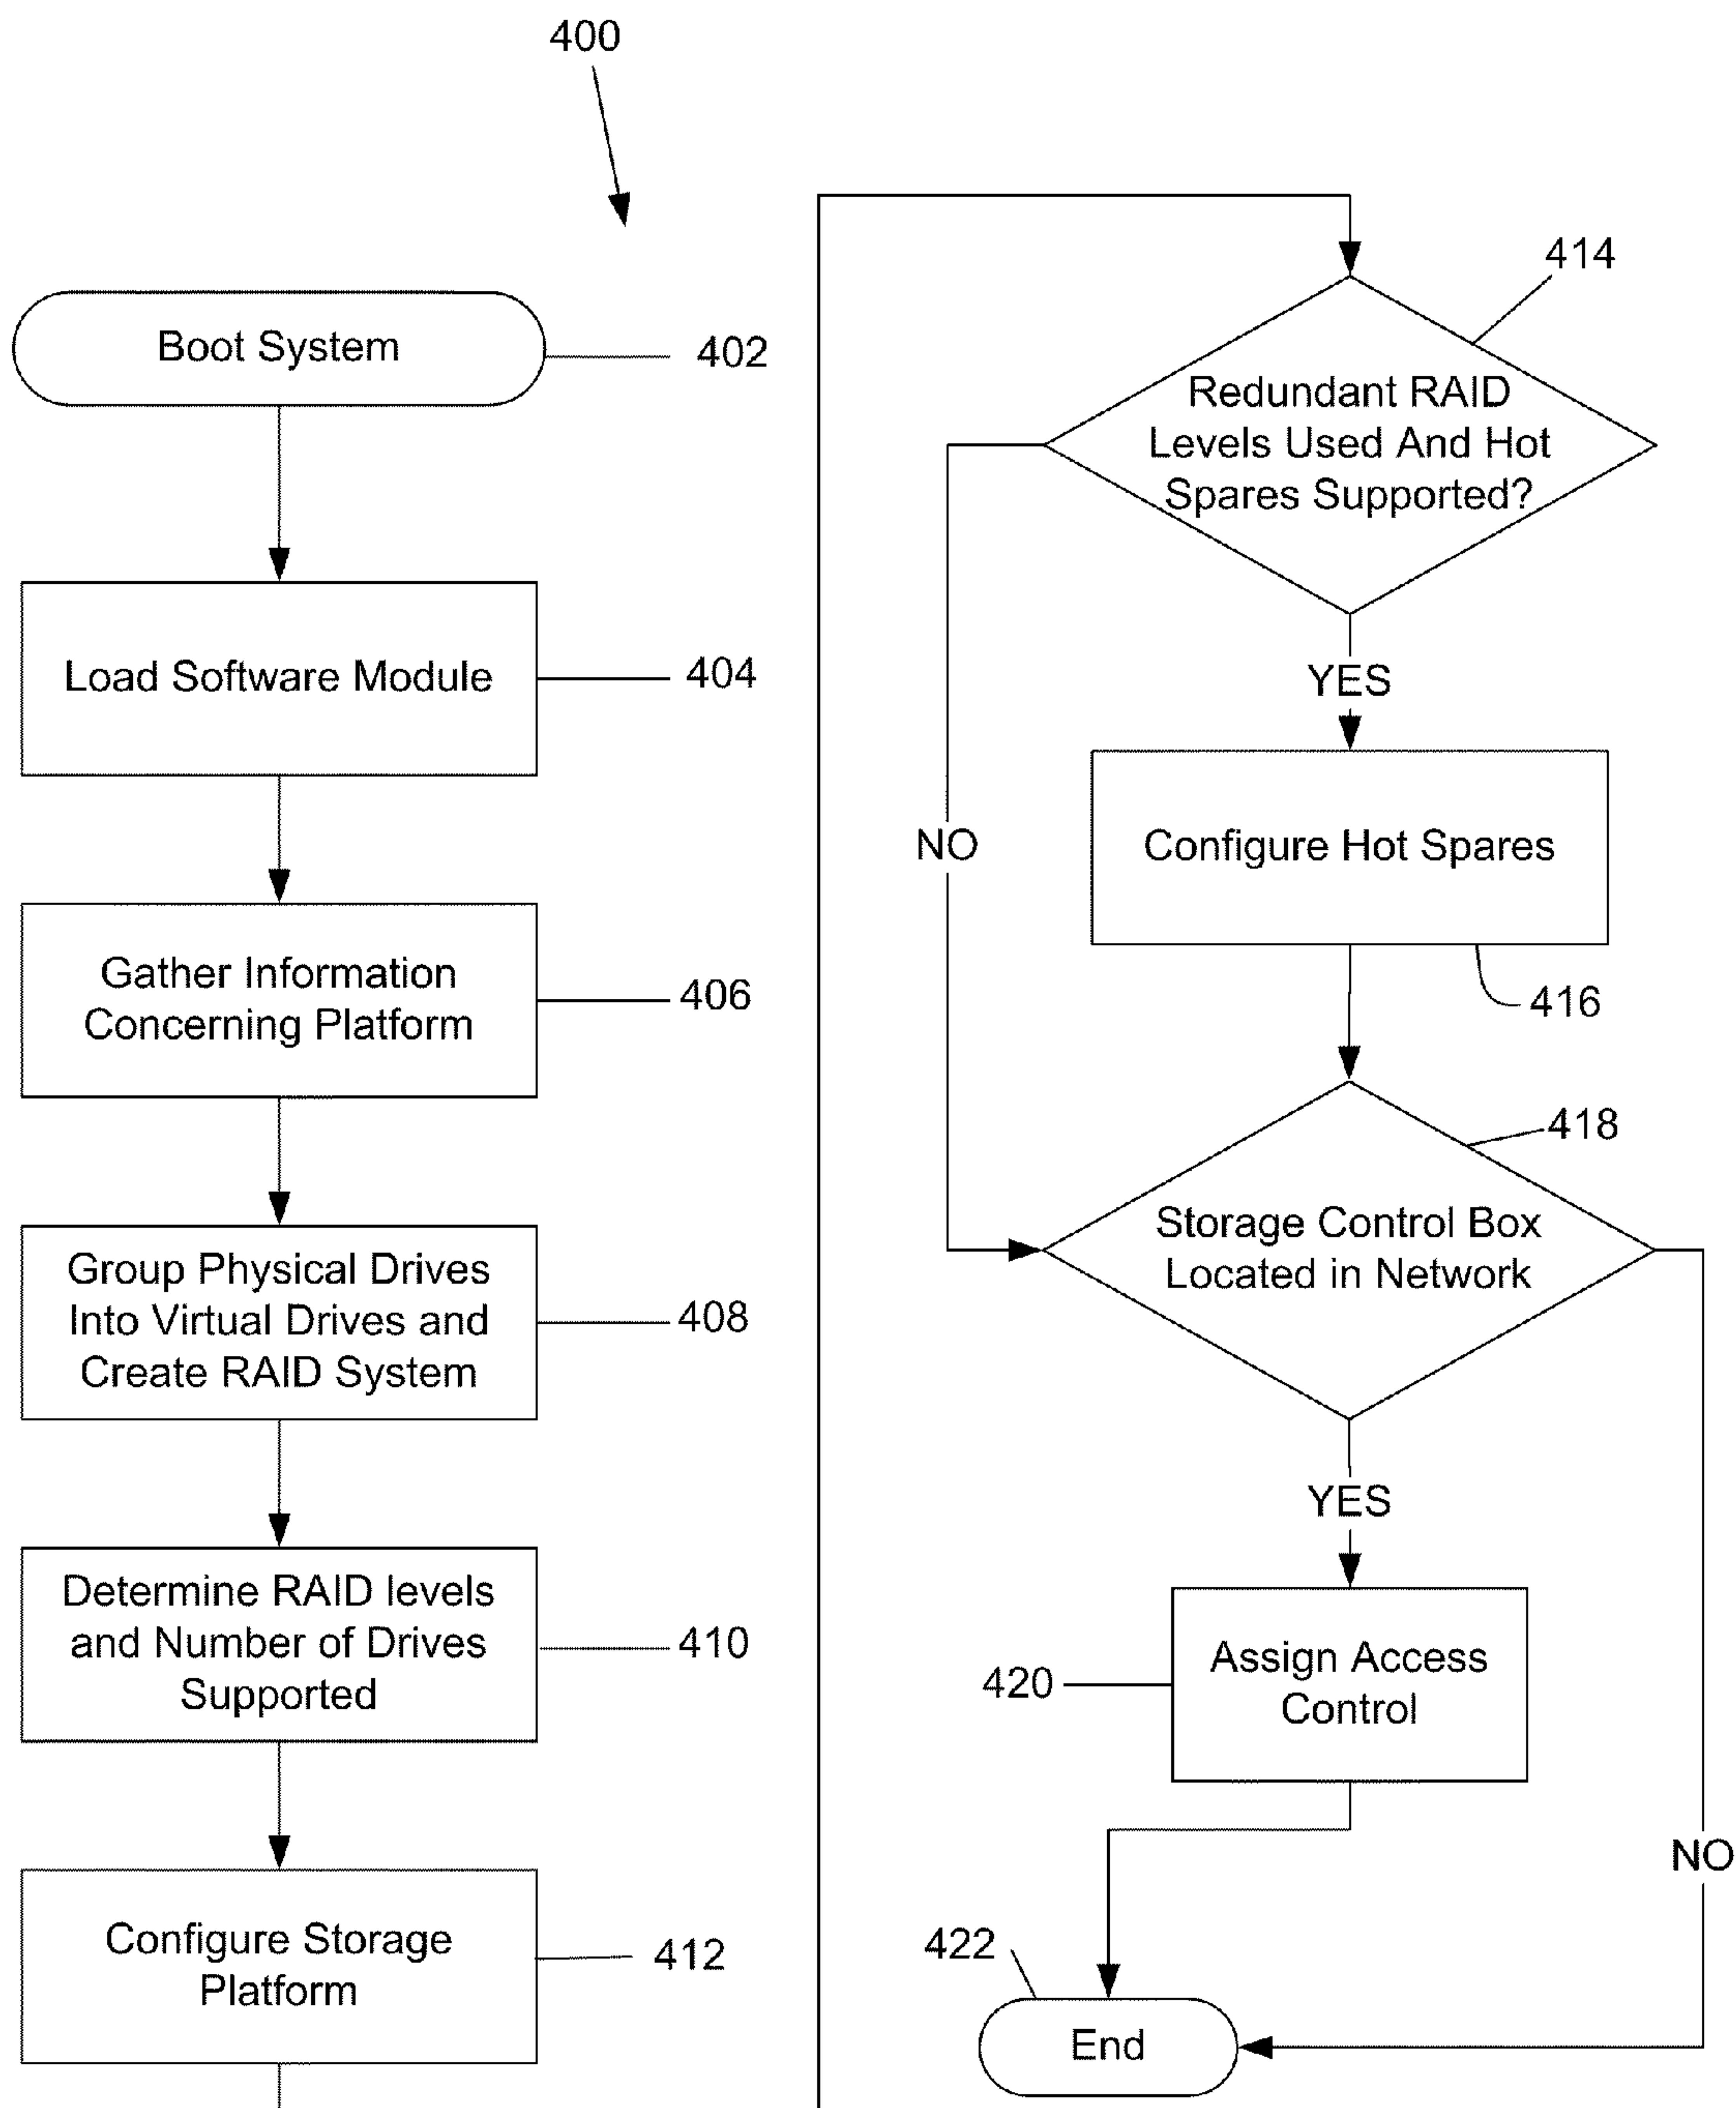 400
Boot System
402
Load Software Module
404
Gather Information
Concerning Platform
406
Group Physical Drives
Into Virtual Drives and
Create RAID System
408
Determine RAID levels
and Number of Drives
Supported
410
Configure Storage
Platform
412
414
Redundant RAID
Levels Used And Hot
Spares Supported?
YES
NO
Configure Hot Spares
416
418
Storage Control Box
Located in Network
YES
420
Assign Access
Control
NO
422
End